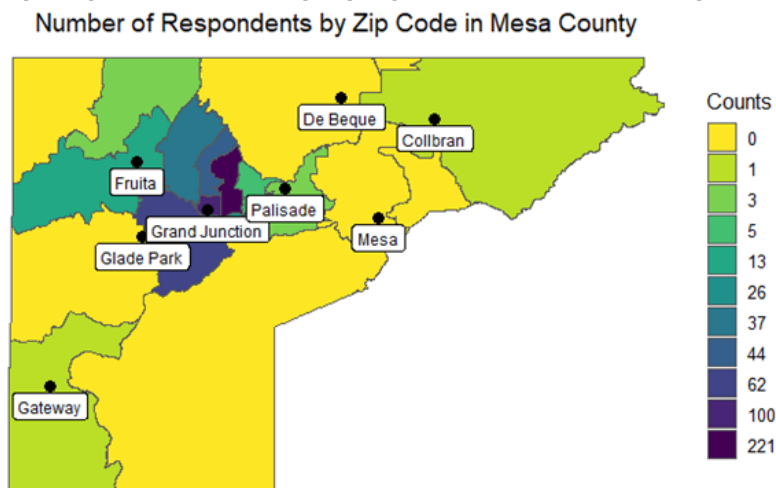 Number of Respondents by Zip Code in Mesa County
De Beque
Collbran
Fruita
Palisade
Grand Junction
Mesa
Glade Park
Gateway
Counts
0
1
3
5
13
26
37
44
62
100
221